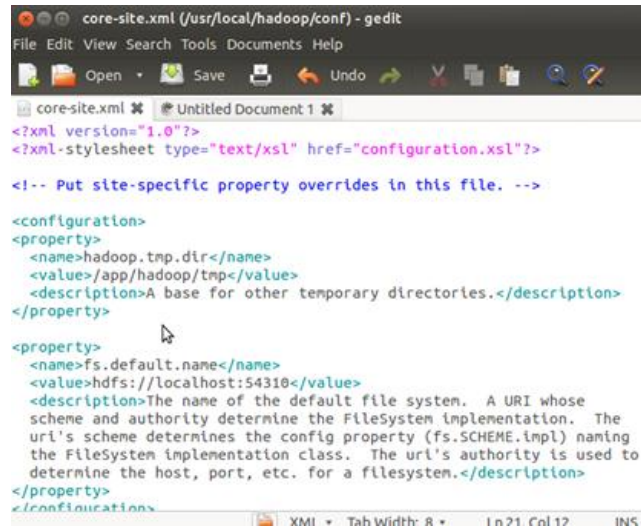 core-site.xml (/usr/local/hadoop/conf) - gedit
File Edit View Search Tools Documents Help
Open Save Undo
core-site.xml Untitled Document 1
<?xml version="1.0"?>
<?xml-stylesheet type="text/xsl" href="configuration.xsl"?>
<!-- Put site-specific property overrides in this file. -->
<configuration>
<property>
<name>hadoop.tmp.dir</name>
<value>/app/hadoop/tmp</value>
<description>A base for other temporary directories.</description>
</property>
<property>
<name>fs.default.name</name>
<value>hdfs://localhost:54310</value>
<description>The name of the default file system.  A URI whose
scheme and authority determine the FileSystem implementation.  The
uri's scheme determines the config property (fs.SCHEME.impl) naming
the FileSystem implementation class.  The uri's authority is used to
determine the host, port, etc. for a filesystem.</description>
</property>
</configuration>
XML Tab Width: 8 Ln 21, Col 12 INS